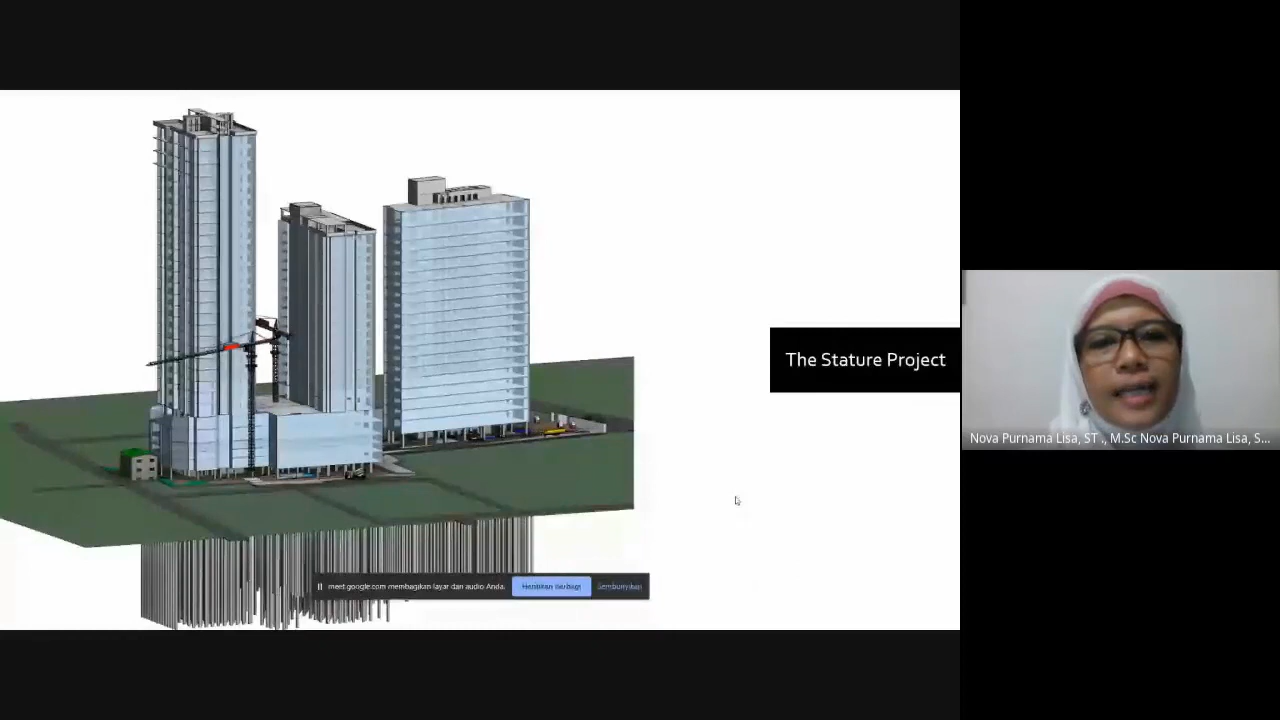 The Stature Project
Nova Purnama Lisa, ST ., M.Sc Nova Purnama Lisa, S...
meet.google.com membagikan layar dan audio Anda. Hentikan berbagi Sembunyikan